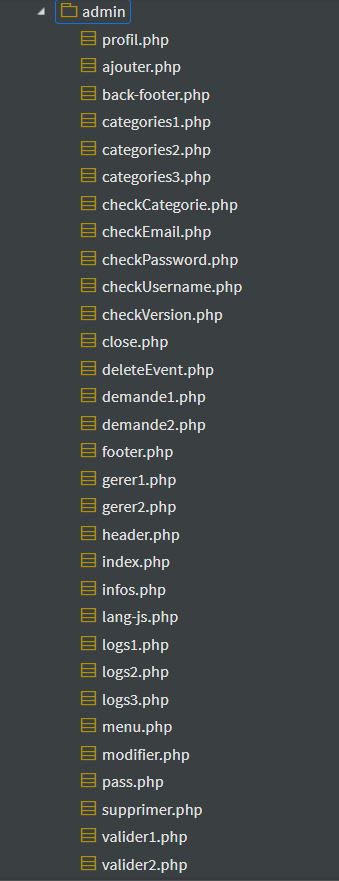 admin
profil.php
ajouter.php
back-footer.php
categories1.php
categories2.php
categories3.php
checkCategorie.php
checkEmail.php
checkPassword.php
checkUsername.php
checkVersion.php
close.php
deleteEvent.php
demande1.php
demande2.php
footer.php
gerer1.php
gerer2.php
header.php
index.php
infos.php
lang-js.php
logs1.php
logs2.php
logs3.php
menu.php
modifier.php
pass.php
supprimer.php
valider1.php
valider2.php